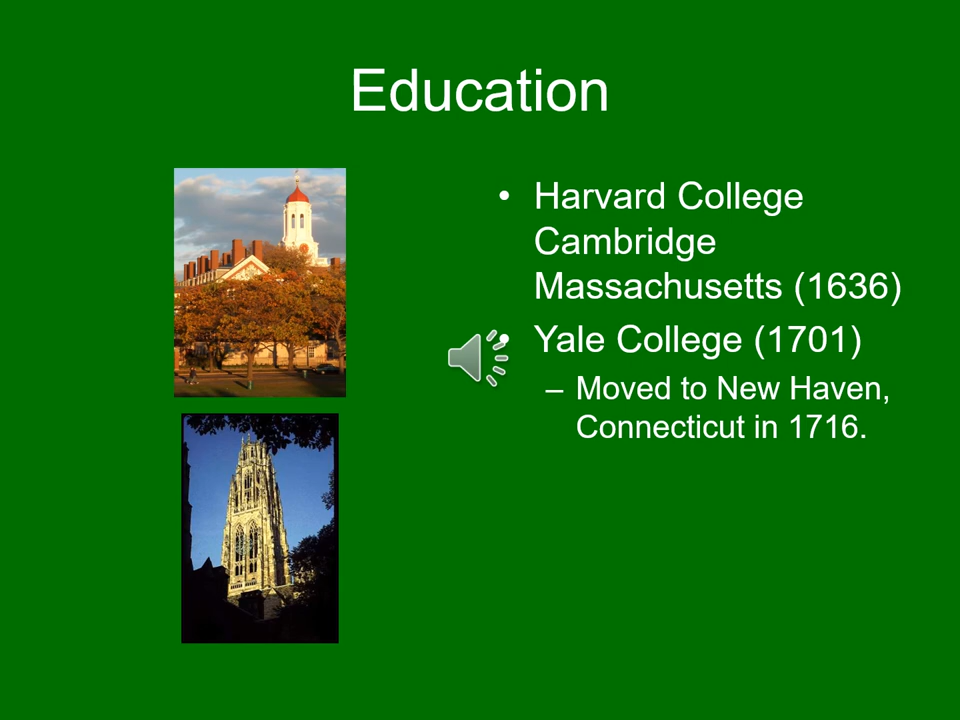 Education
• Harvard College
Cambridge
Massachusetts (1636)
• Yale College (1701)
– Moved to New Haven,
Connecticut in 1716.